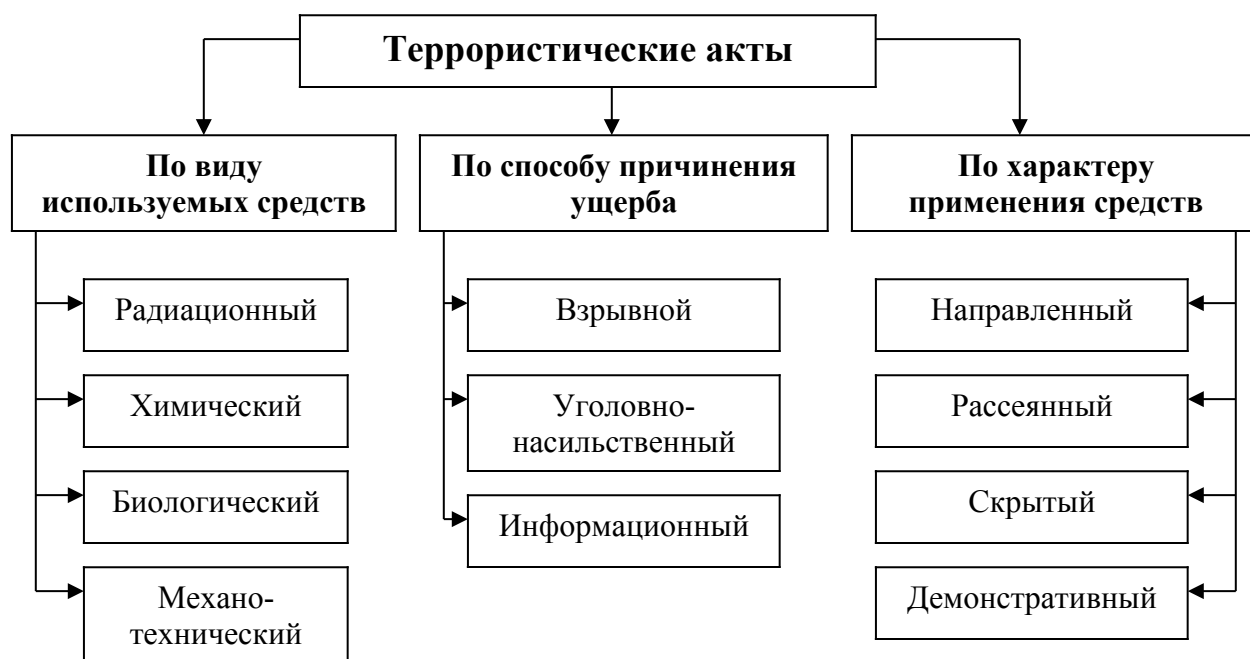 Террористические акты
По виду
используемых средств
Радиационный
Химический
Биологический
Механо-
технический
По способу причинения
ущерба
Взрывной
Уголовно-
насильственный
Информационный
По характеру
применения средств
Направленный
Рассеянный
Скрытый
Демонстративный